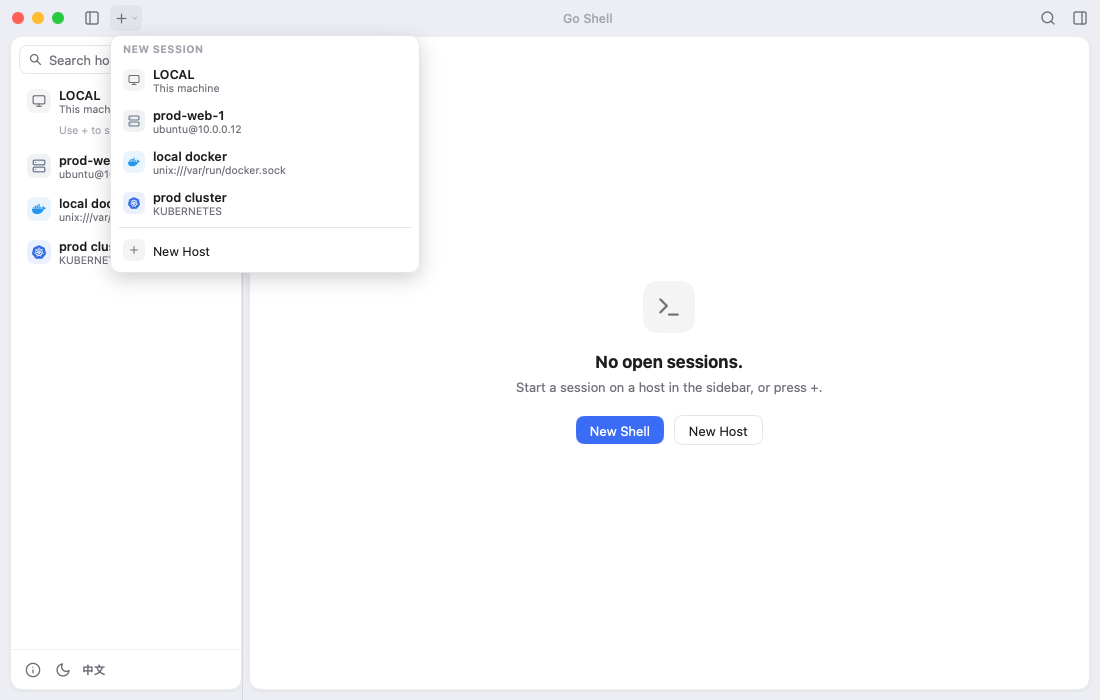 Go Shell
Search ho
LOCAL
This mach
Use + to s
prod-we
ubuntu@1
local doc
unix:///var/
prod clu
KUBERNET
NEW SESSION
LOCAL
This machine
prod-web-1
ubuntu@10.0.0.12
local docker
unix:///var/run/docker.sock
prod cluster
KUBERNETES
New Host
No open sessions.
Start a session on a host in the sidebar, or press +.
New Shell
New Host
中文